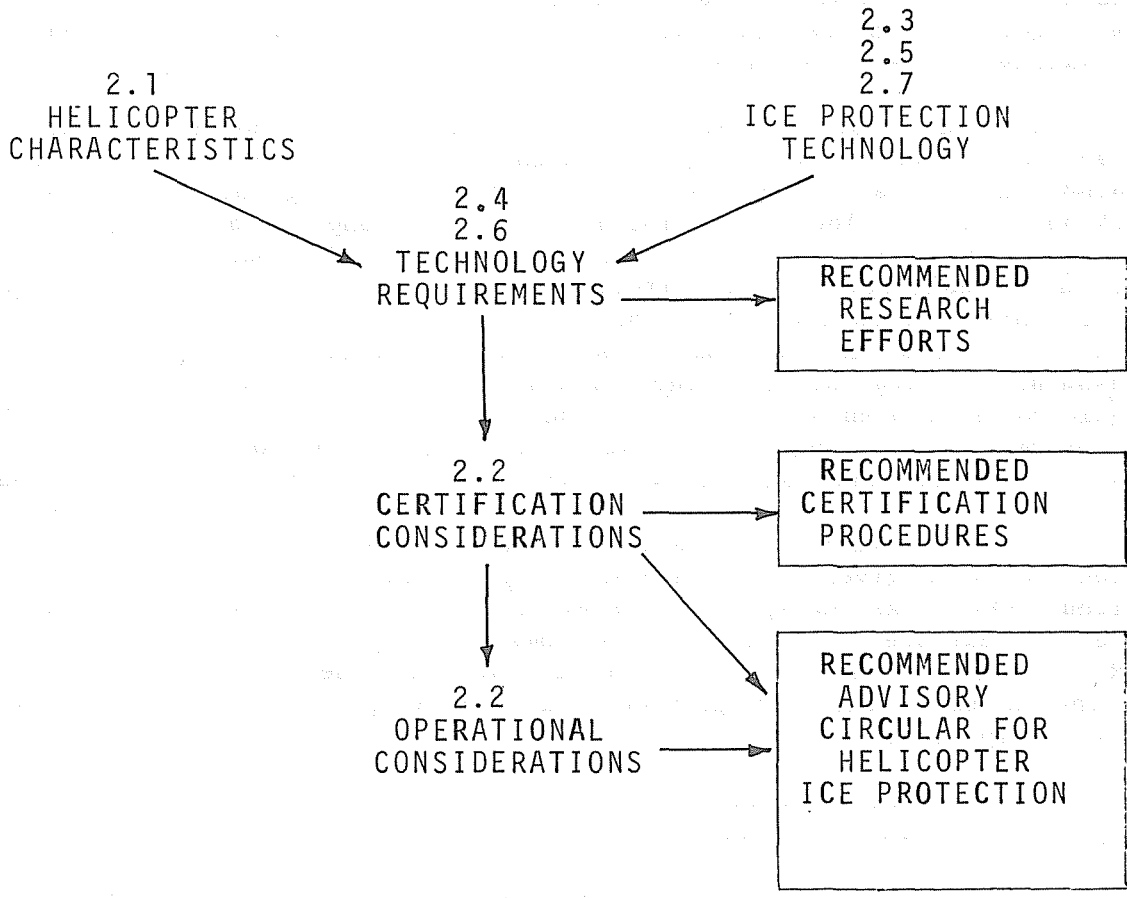 2.1
HELICOPTER
CHARACTERISTICS
2.3
2.5
2.7
ICE PROTECTION
TECHNOLOGY
2.4
2.6
TECHNOLOGY
REQUIREMENTS
RECOMMENDED
RESEARCH
EFFORTS
2.2
CERTIFICATION
CONSIDERATIONS
RECOMMENDED
CERTIFICATION
PROCEDURES
2.2
OPERATIONAL
CONSIDERATIONS
RECOMMENDED
ADVISORY
CIRCULAR FOR
HELICOPTER
ICE PROTECTION